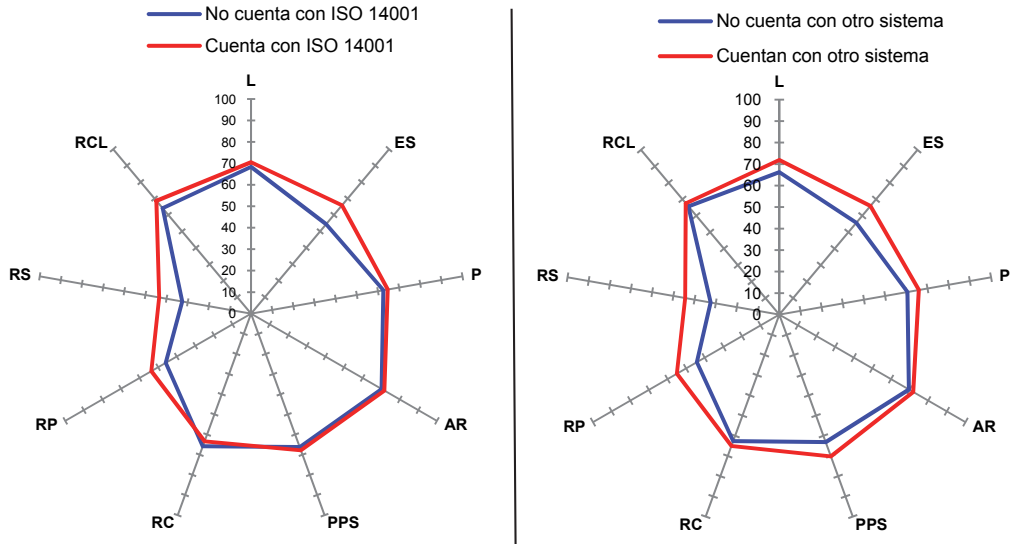 No cuenta con ISO 14001
Cuenta con ISO 14001
L
100
90
80
70
60
50
40
30
20
10
0
ES
P
AR
PPS
RC
RP
RS
RCL
No cuenta con otro sistema
Cuentan con otro sistema
L
100
90
80
70
60
50
40
30
20
10
0
ES
P
AR
PPS
RC
RP
RS
RCL